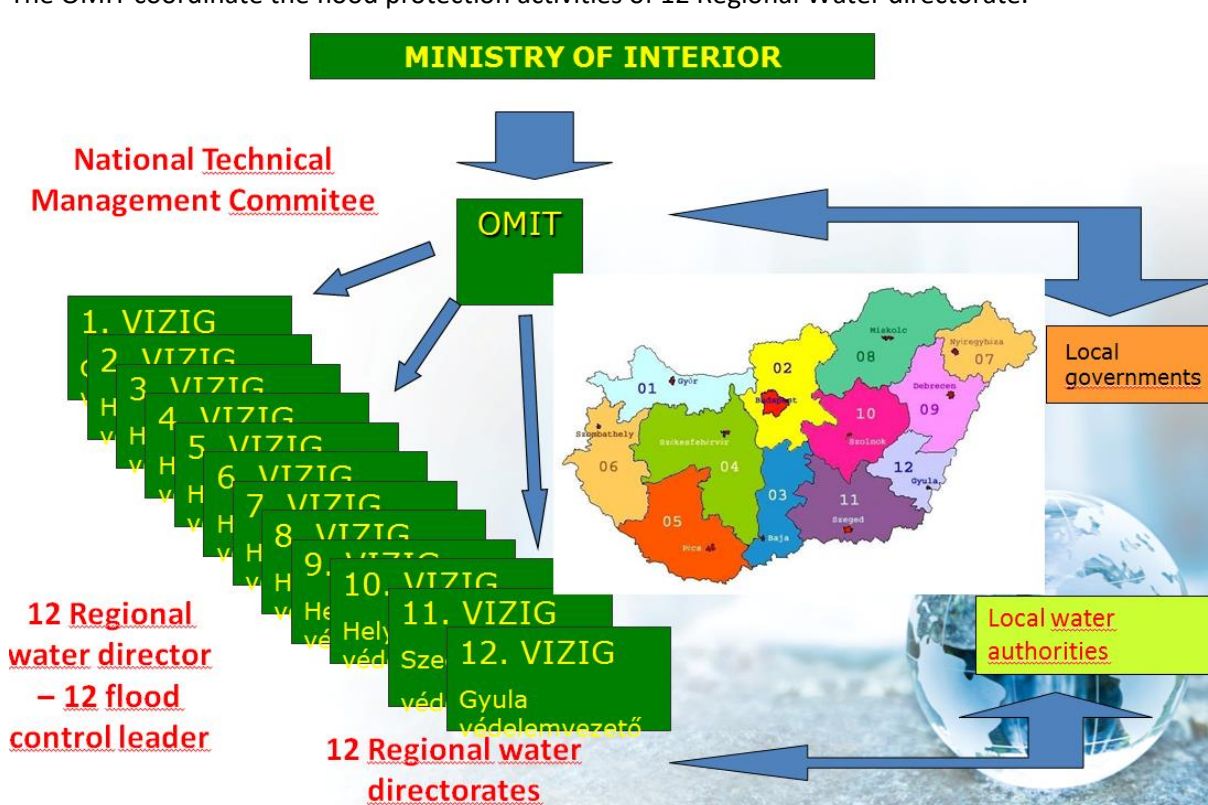 The OMIT coordinate the flood protection activities of 12 Regional Water directorate.
MINISTRY OF INTERIOR
National Technical
Management Commitee
OMIT
1. VIZIG
2. VIZIG
3. VIZIG
4. VIZIG
5. VIZIG
6. VIZIG
7. VIZIG
8. VIZIG
9.
10. VIZIG
11. VIZIG
12. VIZIG
Gyula
védelemvezető
01
Győr
02
Budapest
03
Baja
04
Székesfehérvár
05
Pécs
06
Szombathely
07
Nyíregyháza
08
Miskolc
09
Debrecen
10
Szolnok
11
Szeged
12
Gyula
Local
governments
Local water
authorities
12 Regional
water director
– 12 flood
control leader
12 Regional water
directorates